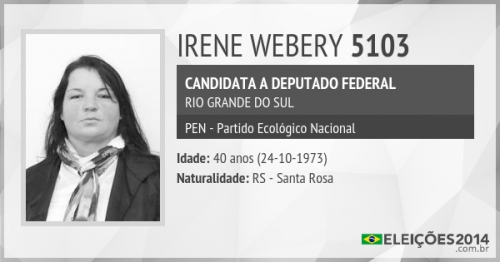 IRENE WEBERY 5103
CANDIDATA A DEPUTADO FEDERAL
RIO GRANDE DO SUL
PEN - Partido Ecológico Nacional
Idade: 40 anos (24-10-1973)
Naturalidade: RS - Santa Rosa
ELEIÇÕES2014
.com.br